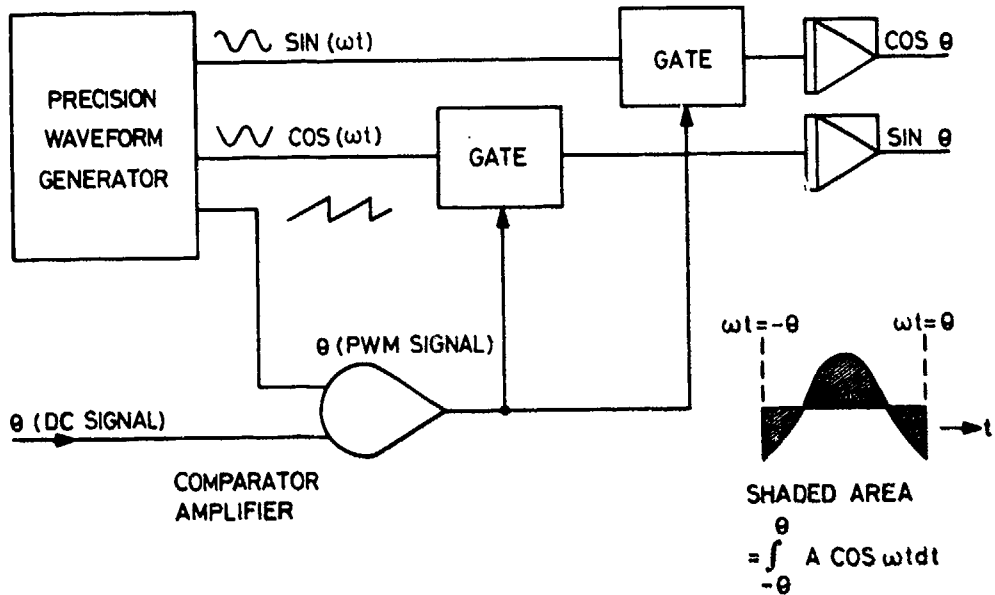 PRECISION
WAVEFORM
GENERATOR
SIN (ωt)
GATE
COS θ
COS (ωt)
GATE
SIN θ
θ (PWM SIGNAL)
θ (DC SIGNAL)
COMPARATOR
AMPLIFIER
ωt=-θ
ωt=θ
t
SHADED AREA
θ
=∫ A COS ωtdt
-θ